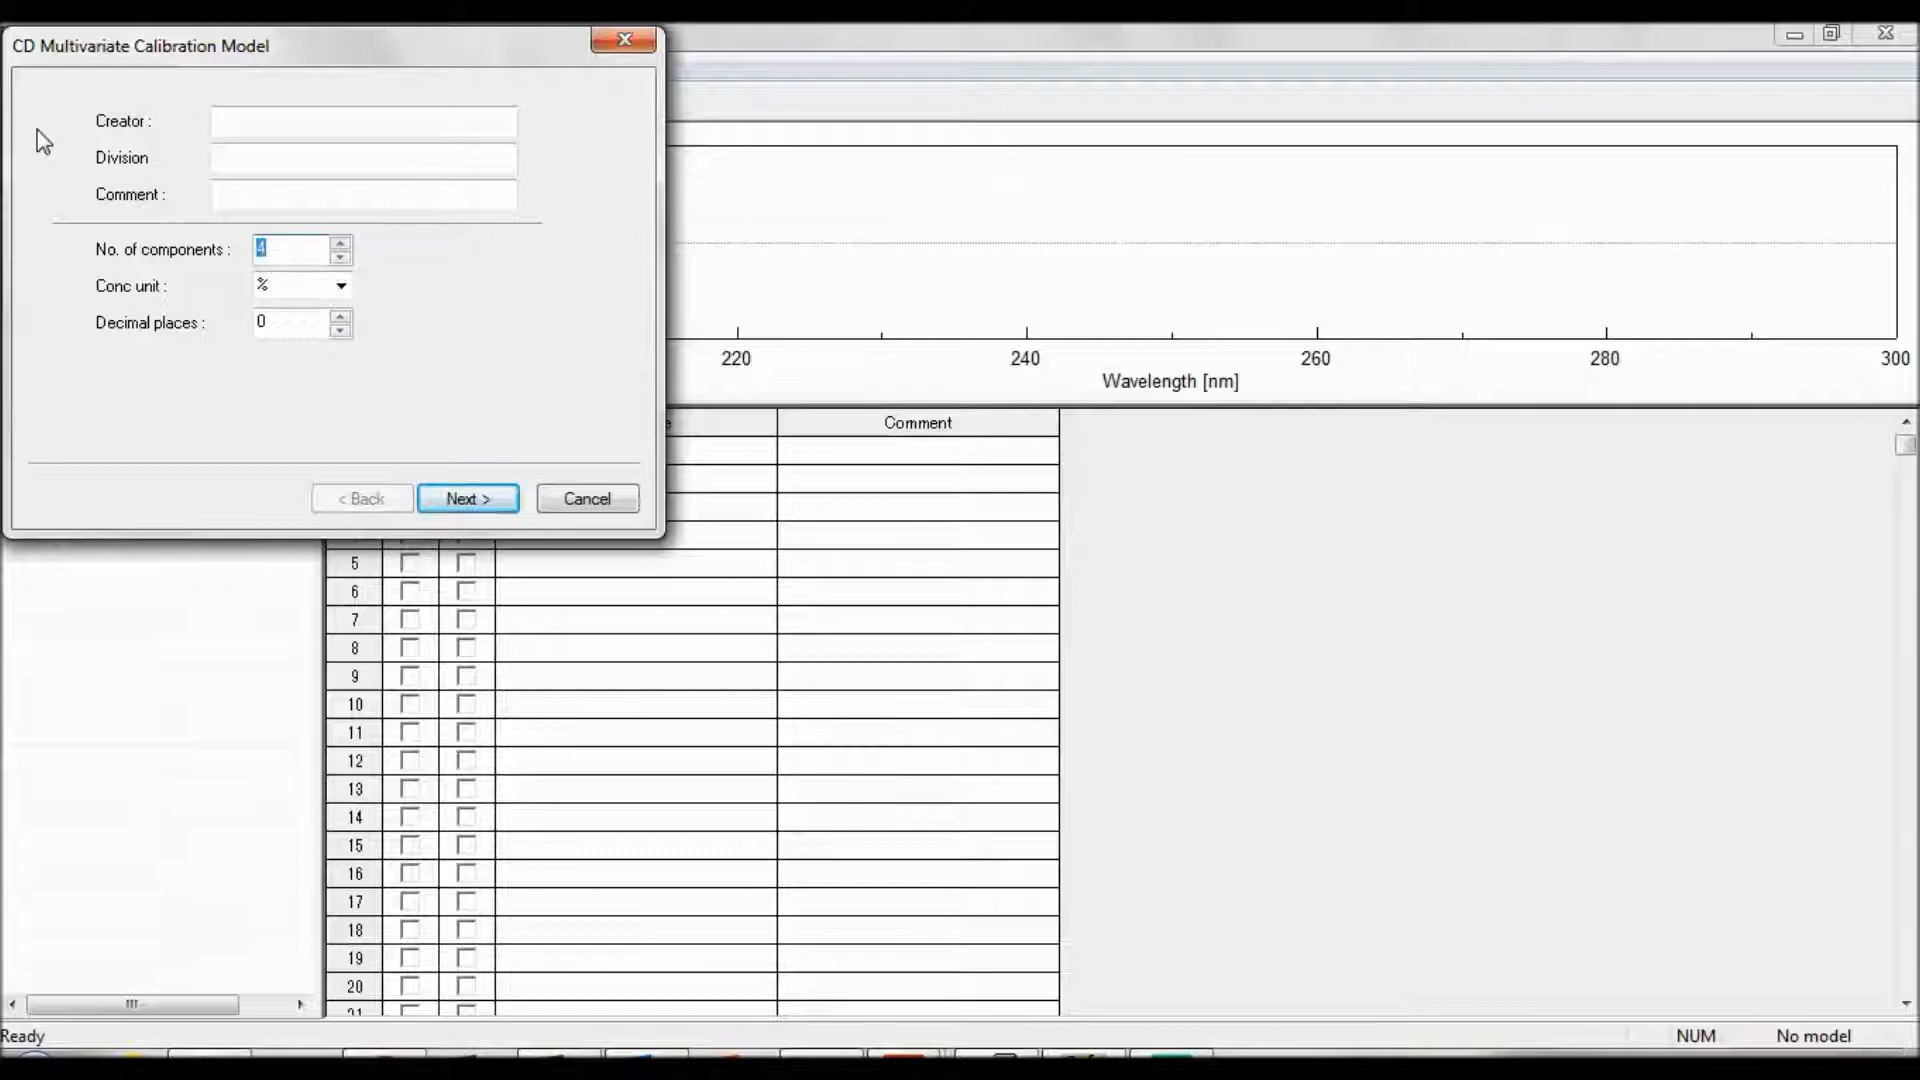 CD Multivariate Calibration Model
Creator :
Division
Comment :
No. of components : 4
Conc unit : %
Decimal places : 0
< Back Next > Cancel
220 240 260 280 300
Wavelength [nm]
Comment
5
6
7
8
9
10
11
12
13
14
15
16
17
18
19
20
Ready NUM No model